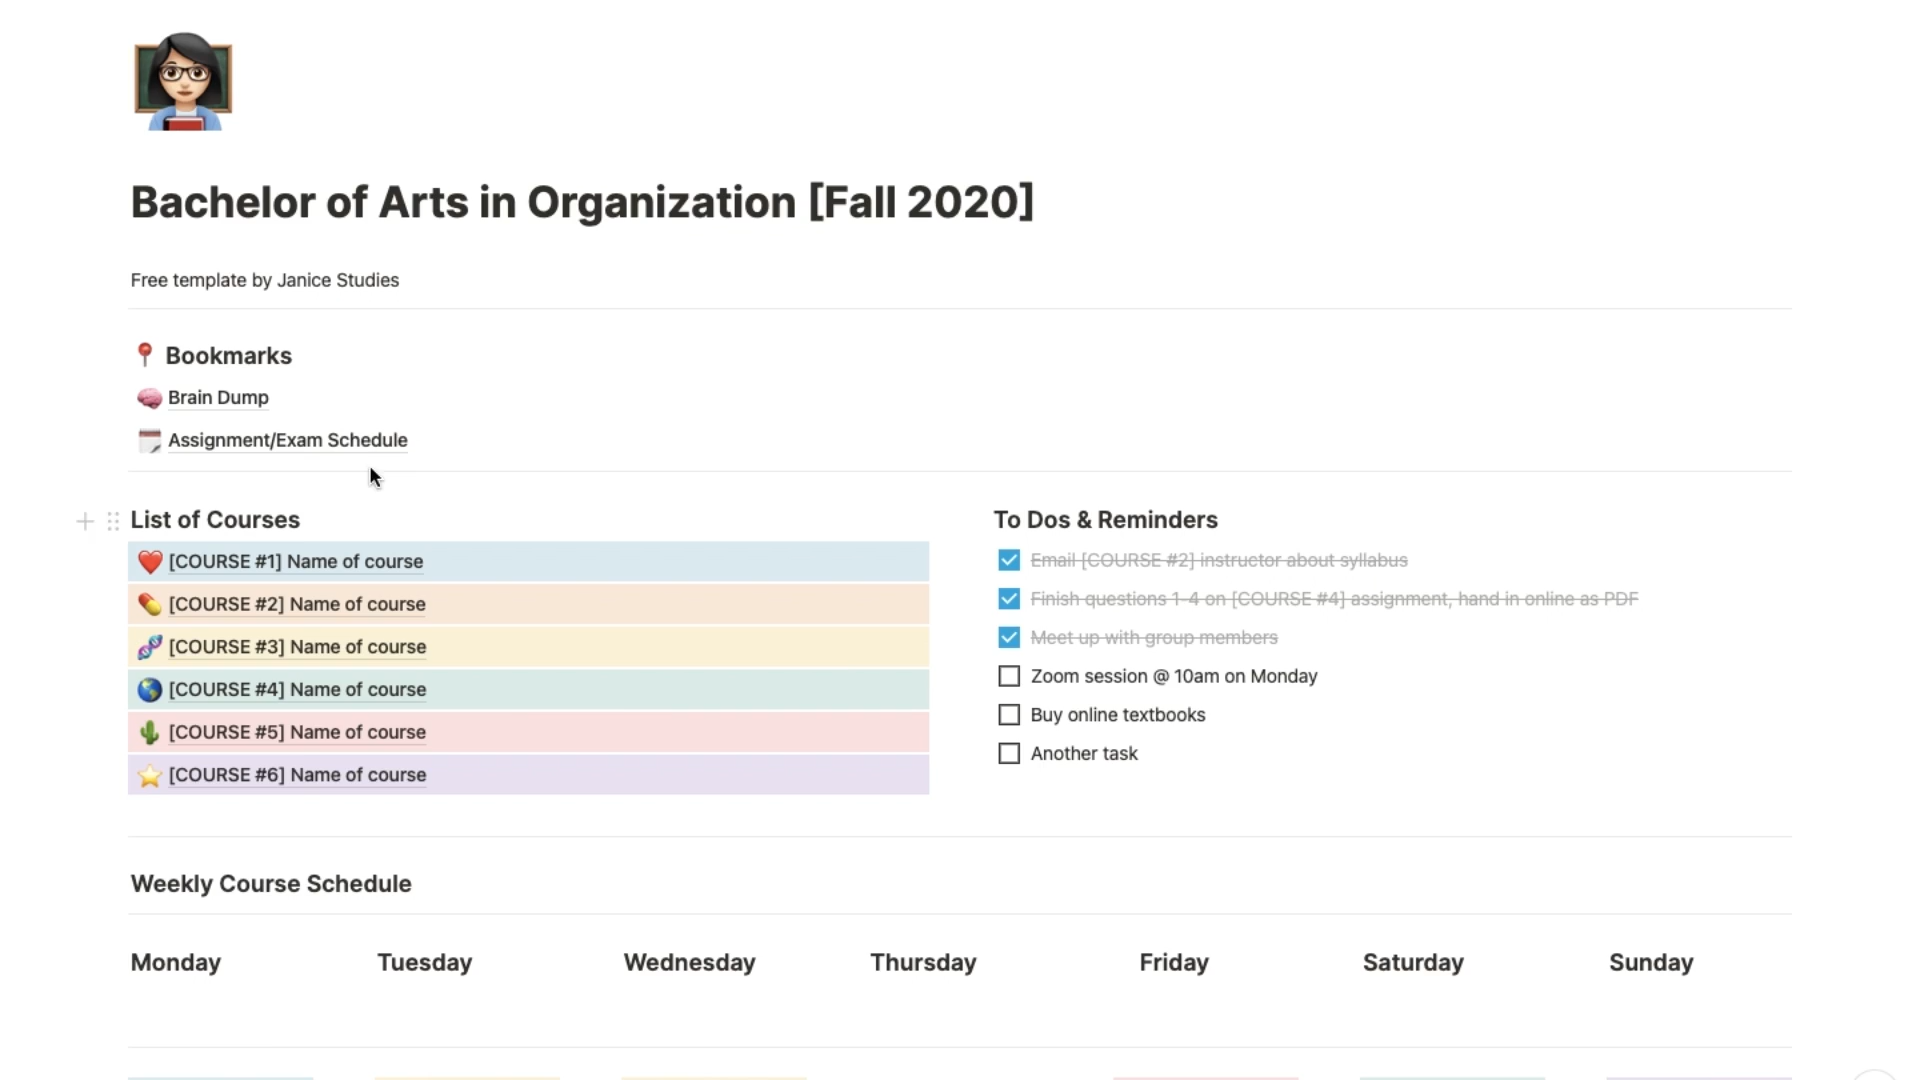 Bachelor of Arts in Organization [Fall 2020]
Free template by Janice Studies
Bookmarks
Brain Dump
Assignment/Exam Schedule
List of Courses
[COURSE #1] Name of course
[COURSE #2] Name of course
[COURSE #3] Name of course
[COURSE #4] Name of course
[COURSE #5] Name of course
[COURSE #6] Name of course
To Dos & Reminders
Email [COURSE #2] instructor about syllabus
Finish questions 1-4 on [COURSE #4] assignment, hand in online as PDF
Meet up with group members
Zoom session @ 10am on Monday
Buy online textbooks
Another task
Weekly Course Schedule
Monday Tuesday Wednesday Thursday Friday Saturday Sunday